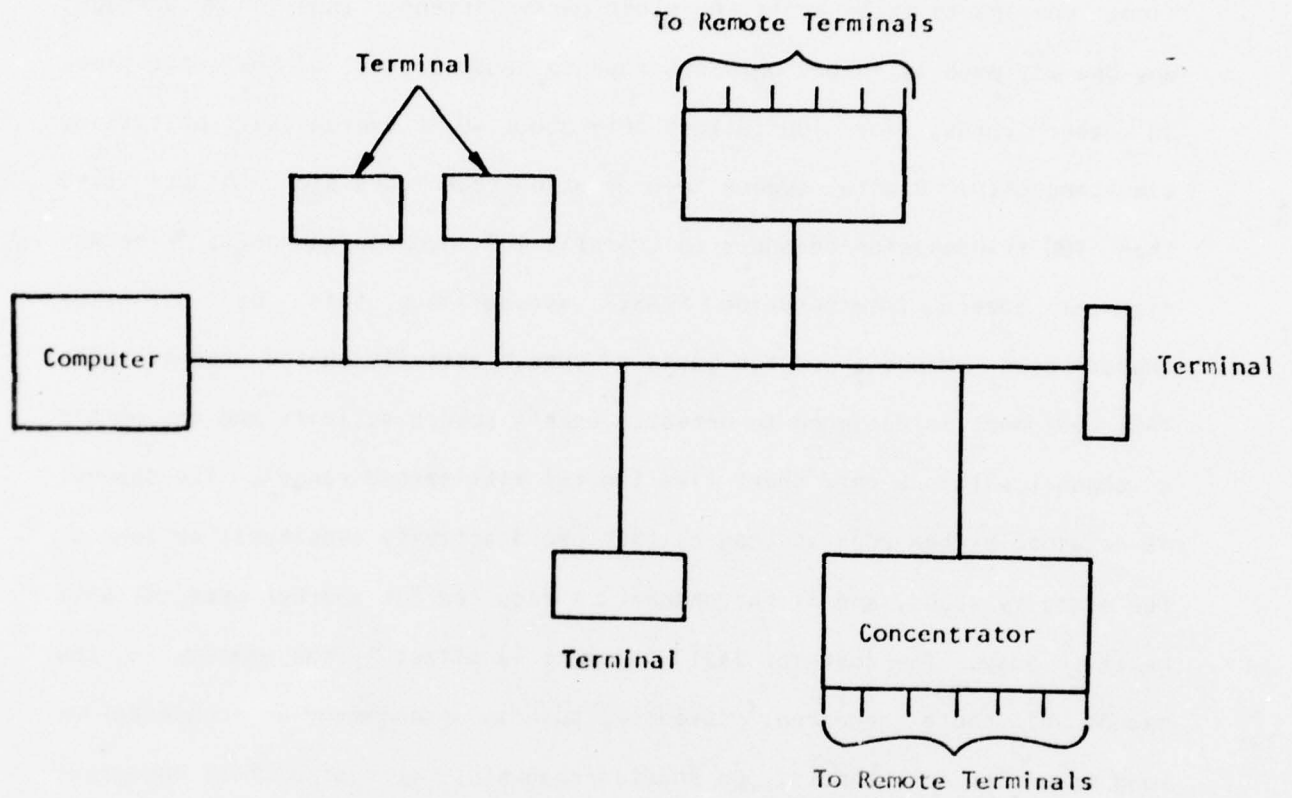 To Remote Terminals
Terminal
Computer
Terminal
Terminal
Concentrator
To Remote Terminals